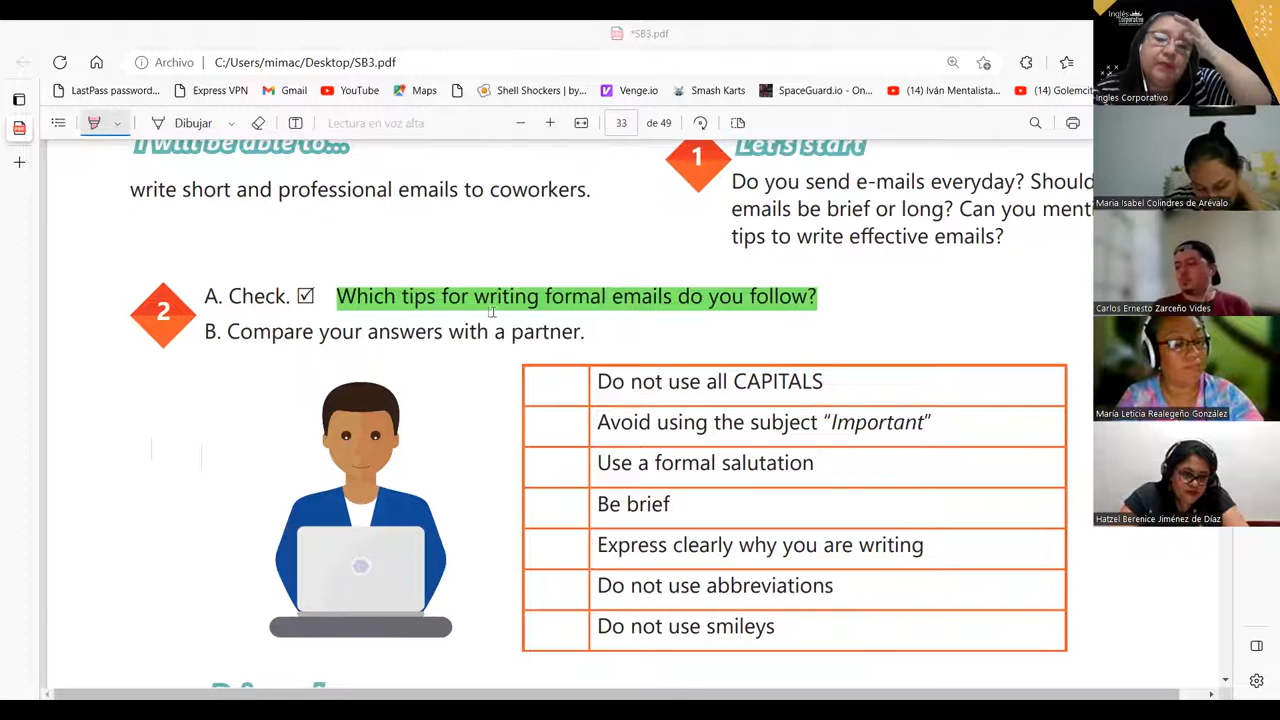 *SB3.pdf
Archivo C:/Users/mimac/Desktop/SB3.pdf
LastPass password... Express VPN Gmail YouTube Maps Shell Shockers | by... Venge.io Smash Karts SpaceGuard.io - On... (14) Iván Mentalista... (14) Golemcit
Dibujar Lectura en voz alta 33 de 49
I will be able to...
write short and professional emails to coworkers.
1
Let's start
Do you send e-mails everyday? Should
emails be brief or long? Can you menti
tips to write effective emails?
2
A. Check. ☑ Which tips for writing formal emails do you follow?
B. Compare your answers with a partner.
Do not use all CAPITALS
Avoid using the subject "Important"
Use a formal salutation
Be brief
Express clearly why you are writing
Do not use abbreviations
Do not use smileys
Inglés
Corporativo
Ingles Corporativo
Maria Isabel Colindres de Arévalo
Carlos Ernesto Zarceño Vides
María Leticia Realegeño González
Hatzel Berenice Jiménez de Díaz